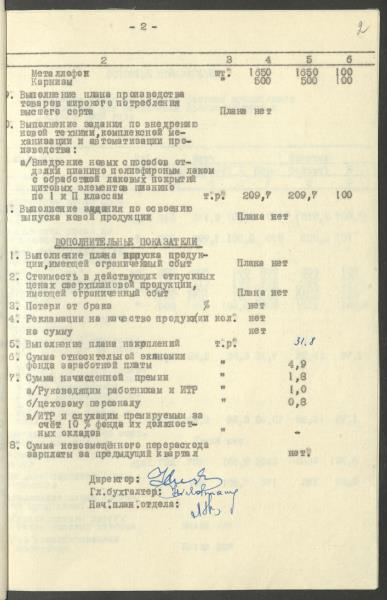 - 2 -
2
2 3 4 5 6
Металлофон шт. 1650 1650 100
Карнизы " 500 500 100
9. Выполнение плана производства
товаров широкого потребления
высшего сорта Плана нет
0. Выполнение задания по внедрению
новой техники, комплексной ме-
ханизации и автоматизации про-
изводства:
а/Внедрение новых способов от-
делки пианино полиэфирным лаком
с обработкой лаковых покрытий
щитовых элементов пианино
по I и П классам т.р. 209,7 209,7 100
. Выполнение задания по освоению
выпуска новой продукции Плана нет
ДОПОЛНИТЕЛЬНЫЕ ПОКАЗАТЕЛИ
1. Выполнение плана выпуска продук-
ции, имеющей ограниченный сбыт Плана нет
2. Стоимость в действующих отпускных
ценах сверхплановой продукции,
имеющей ограниченный сбыт Плана нет
3. Потери от брака % нет
4. Рекламации на качество продукции кол. нет
на сумму нет
5. Выполнение плана накоплений т.р. 31.8
6. Сумма относительной экономии
фонда заработной платы " 4,9
7. Сумма начисленной премии " 1,8
а/Руководящим работникам и ИТР " 1,0
б/цеховому персоналу " 0,8
в/ИТР и служащим премируемым за
счёт 10 % фонда их должност-
ных окладов " -
8. Сумма невозмещённого перерасхода
зарплаты за предыдущий квартал нет
Директор:
Гл.бухгалтер:
Нач.план.отдела: